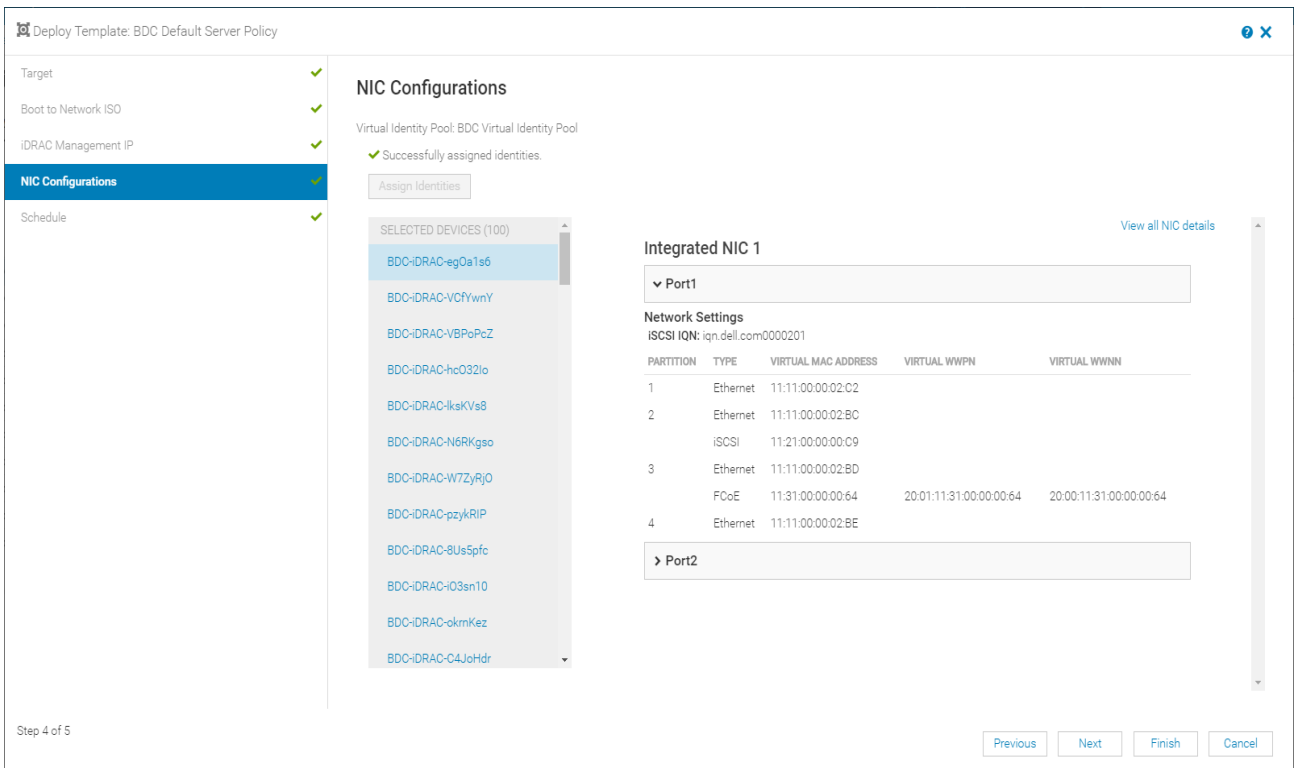 Deploy Template: BDC Default Server Policy
Target
Boot to Network ISO
iDRAC Management IP
NIC Configurations
Schedule
NIC Configurations
Virtual Identity Pool: BDC Virtual Identity Pool
Successfully assigned identities.
Assign Identities
SELECTED DEVICES (100)
BDC-iDRAC-egOa1s6
BDC-iDRAC-VCfYwnY
BDC-iDRAC-VBPoPcZ
BDC-iDRAC-hcO32Io
BDC-iDRAC-lksKVs8
BDC-iDRAC-N6RKgso
BDC-iDRAC-W7ZyRjO
BDC-iDRAC-pzykRIP
BDC-iDRAC-8Us5pfc
BDC-iDRAC-iO3sn10
BDC-iDRAC-okrnKez
BDC-iDRAC-C4JoHdr
View all NIC details
Integrated NIC 1
Port1
Network Settings
iSCSI IQN: iqn.dell.com0000201
PARTITION TYPE VIRTUAL MAC ADDRESS VIRTUAL WWPN VIRTUAL WWNN
1 Ethernet 11:11:00:00:02:C2
2 Ethernet 11:11:00:00:02:BC
iSCSI 11:21:00:00:00:C9
3 Ethernet 11:11:00:00:02:BD
FCoE 11:31:00:00:00:64 20:01:11:31:00:00:00:64 20:00:11:31:00:00:00:64
4 Ethernet 11:11:00:00:02:BE
Port2
Step 4 of 5
Previous Next Finish Cancel